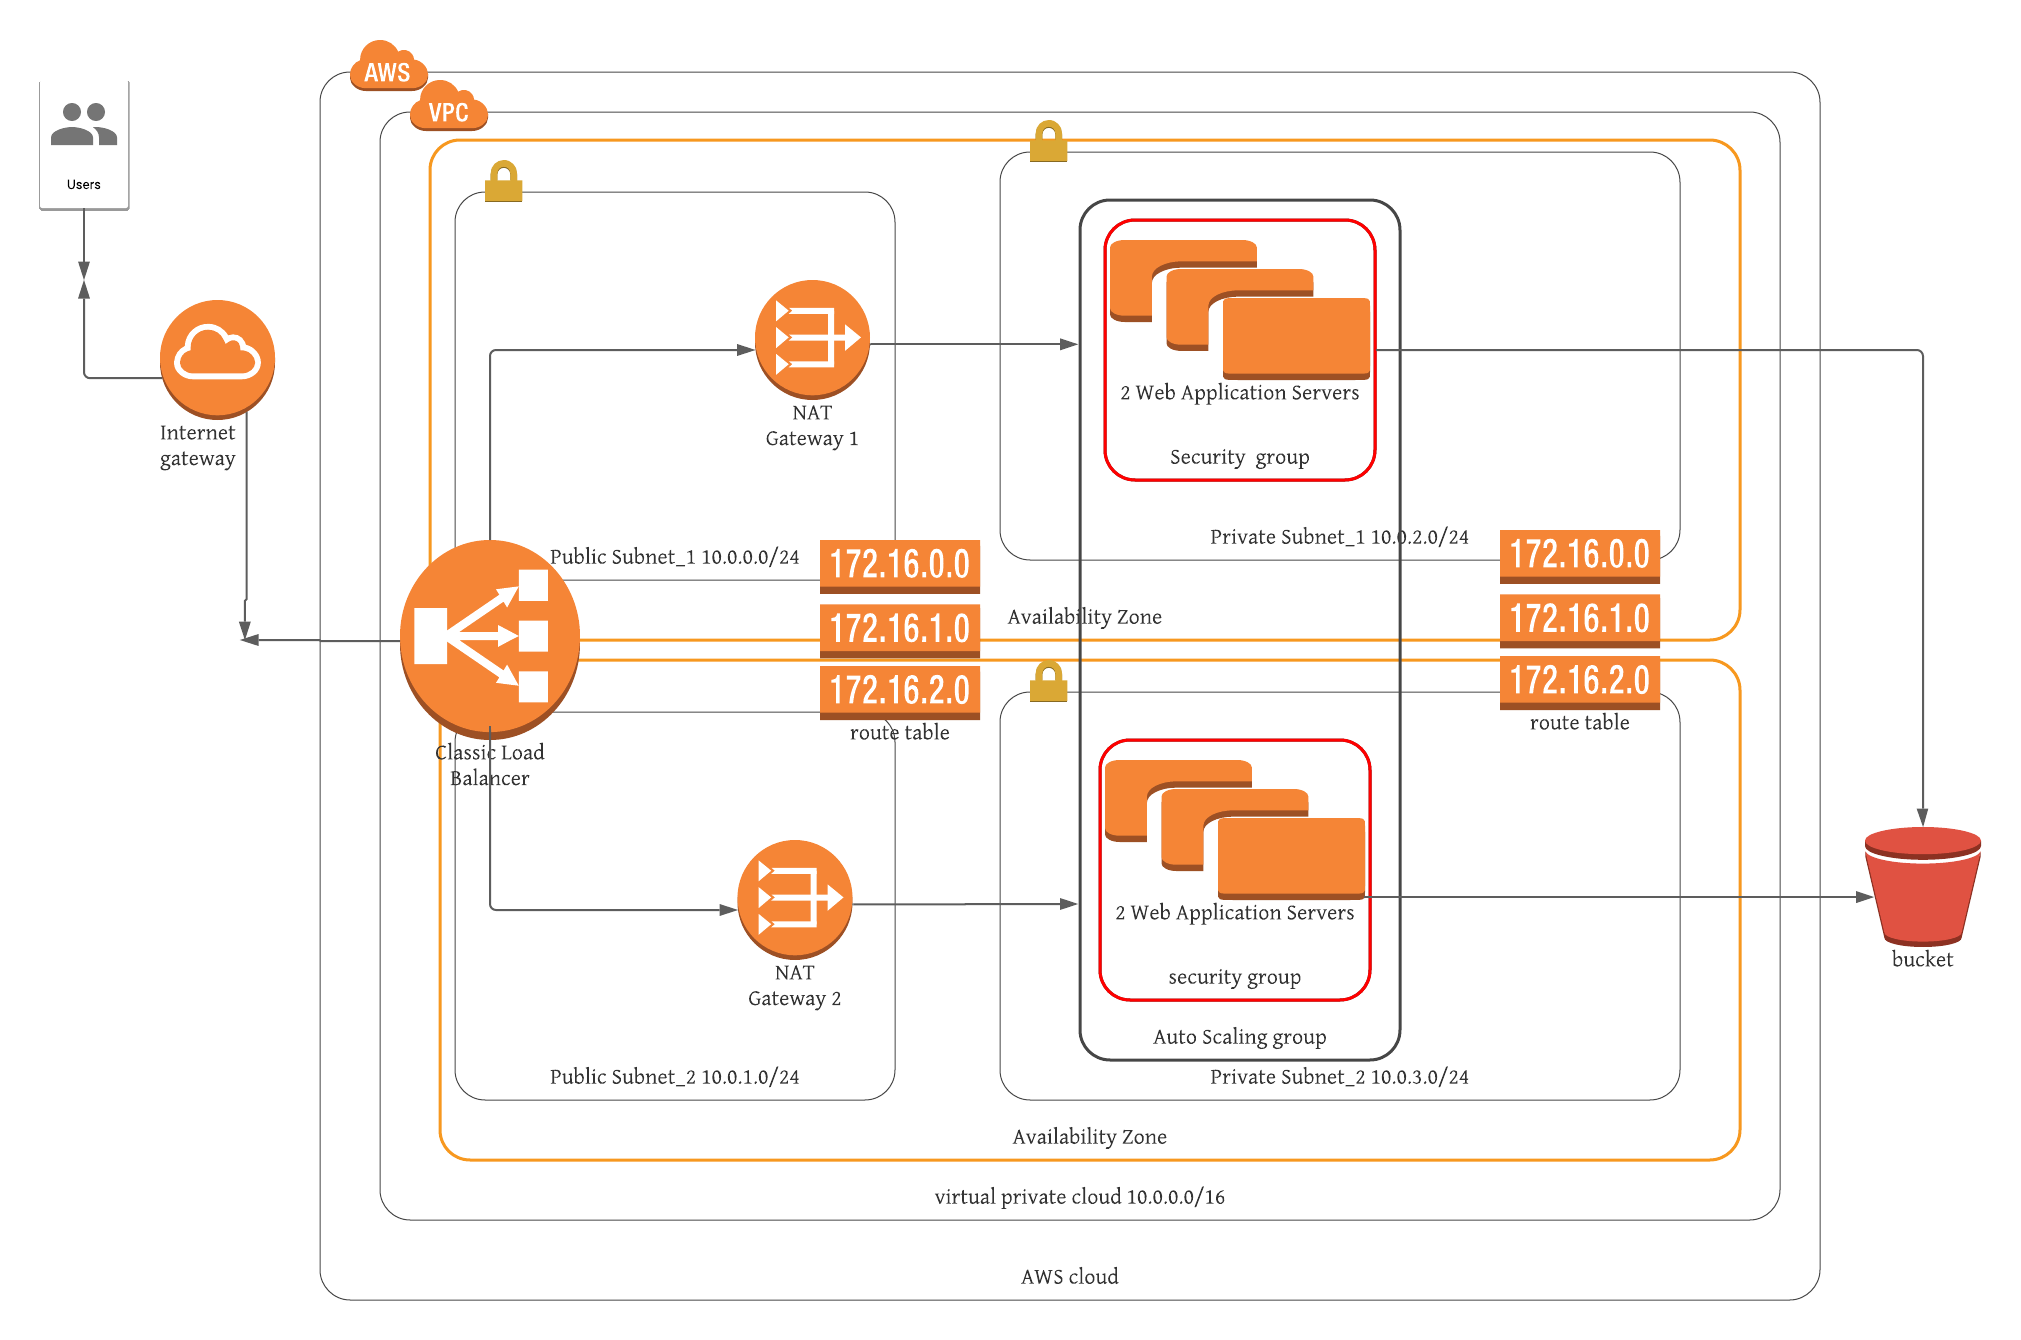 AWS
VPC
Users
Internet
gateway
NAT
Gateway 1
2 Web Application Servers
Security  group
Public Subnet_1 10.0.0.0/24
Private Subnet_1 10.0.2.0/24
172.16.0.0
172.16.1.0
172.16.2.0
route table
172.16.0.0
172.16.1.0
172.16.2.0
route table
Availability Zone
Classic Load
Balancer
NAT
Gateway 2
2 Web Application Servers
security group
Auto Scaling group
bucket
Public Subnet_2 10.0.1.0/24
Private Subnet_2 10.0.3.0/24
Availability Zone
virtual private cloud 10.0.0.0/16
AWS cloud